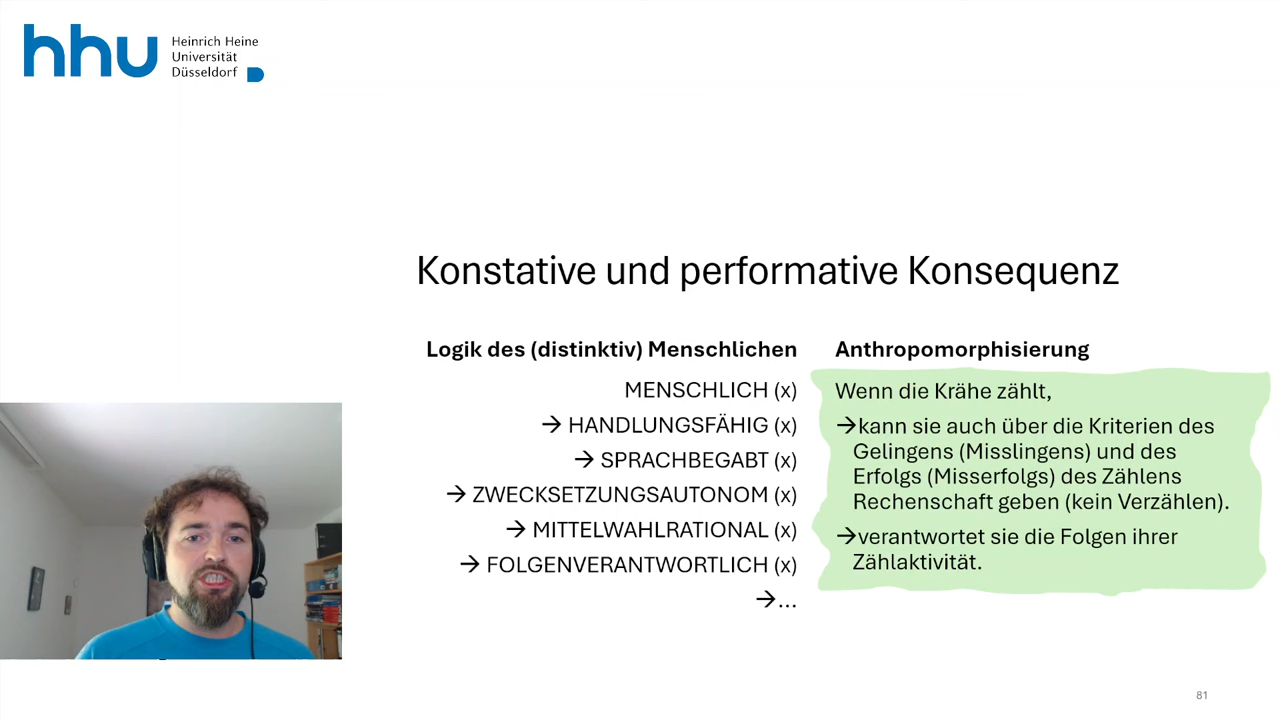 hhu
Heinrich Heine
Universität
Düsseldorf
Konstative und performative Konsequenz
Logik des (distinktiv) Menschlichen
MENSCHLICH (x)
→ HANDLUNGSFÄHIG (x)
→ SPRACHBEGABT (x)
→ ZWECKSETZUNGSAUTONOM (x)
→ MITTELWAHLRATIONAL (x)
→ FOLGENVERANTWORTLICH (x)
→...
Anthropomorphisierung
Wenn die Krähe zählt,
→kann sie auch über die Kriterien des
Gelingens (Misslingens) und des
Erfolgs (Misserfolgs) des Zählens
Rechenschaft geben (kein Verzählen).
→verantwortet sie die Folgen ihrer
Zählaktivität.
81